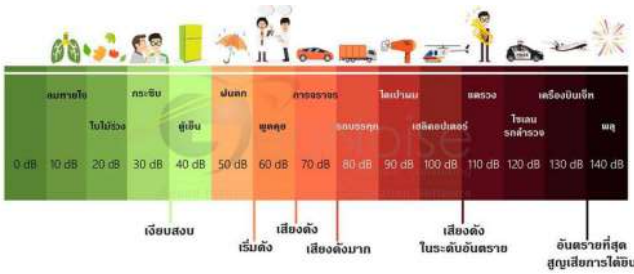 ลมหายใจ
ใบไม้ร่วง
กระซิบ
ตู้เย็น
ฝนตก
พูดคุย
การจราจร
รถบรรทุก
ไดเป่าผม
เฮลิคอปเตอร์
แตรวง
ไซเรน
รถตำรวจ
เครื่องบินเจ็ท
พลุ
0 dB 10 dB 20 dB 30 dB 40 dB 50 dB 60 dB 70 dB 80 dB 90 dB 100 dB 110 dB 120 dB 130 dB 140 dB
เงียบสงบ
เริ่มดัง
เสียงดัง
เสียงดังมาก
เสียงดัง
ในระดับอันตราย
อันตรายที่สุด
สูญเสียการได้ยิน